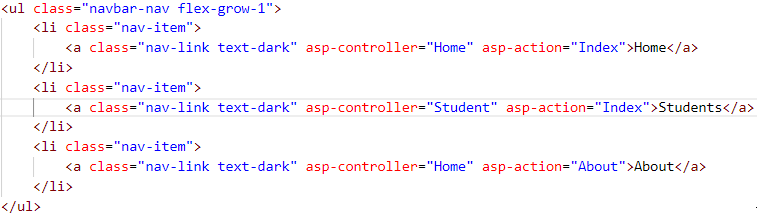 <ul class="navbar-nav flex-grow-1">
    <li class="nav-item">
        <a class="nav-link text-dark" asp-controller="Home" asp-action="Index">Home</a>
    </li>
    <li class="nav-item">
        <a class="nav-link text-dark" asp-controller="Student" asp-action="Index">Students</a>
    </li>
    <li class="nav-item">
        <a class="nav-link text-dark" asp-controller="Home" asp-action="About">About</a>
    </li>
</ul>